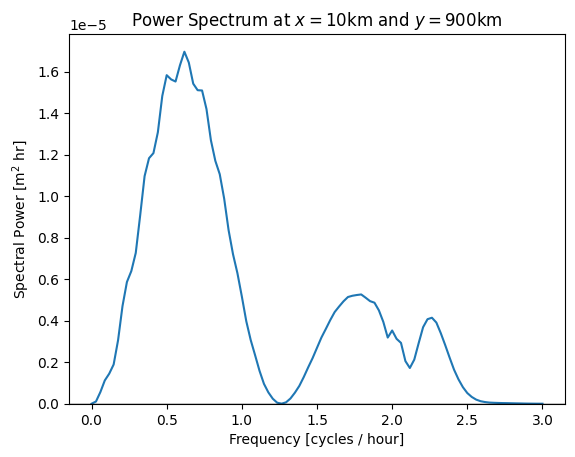 Power Spectrum at x = 10km and y = 900km
1e−5
1.6
1.4
1.2
1.0
0.8
0.6
0.4
0.2
0.0
Spectral Power [m² hr]
0.0 0.5 1.0 1.5 2.0 2.5 3.0
Frequency [cycles / hour]